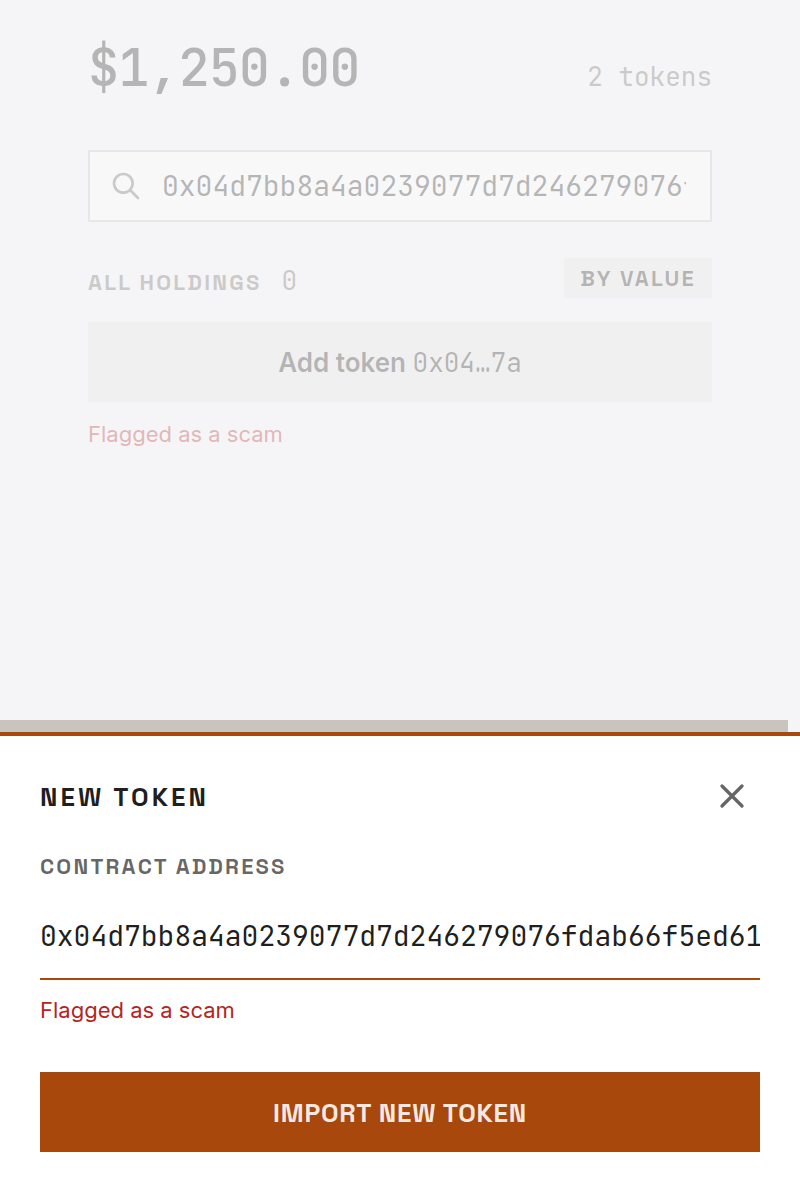 $1,250.00
2 tokens
0x04d7bb8a4a0239077d7d246279076
ALL HOLDINGS 0
BY VALUE
Add token 0x04…7a
Flagged as a scam
NEW TOKEN
CONTRACT ADDRESS
0x04d7bb8a4a0239077d7d246279076fdab66f5ed61
Flagged as a scam
IMPORT NEW TOKEN